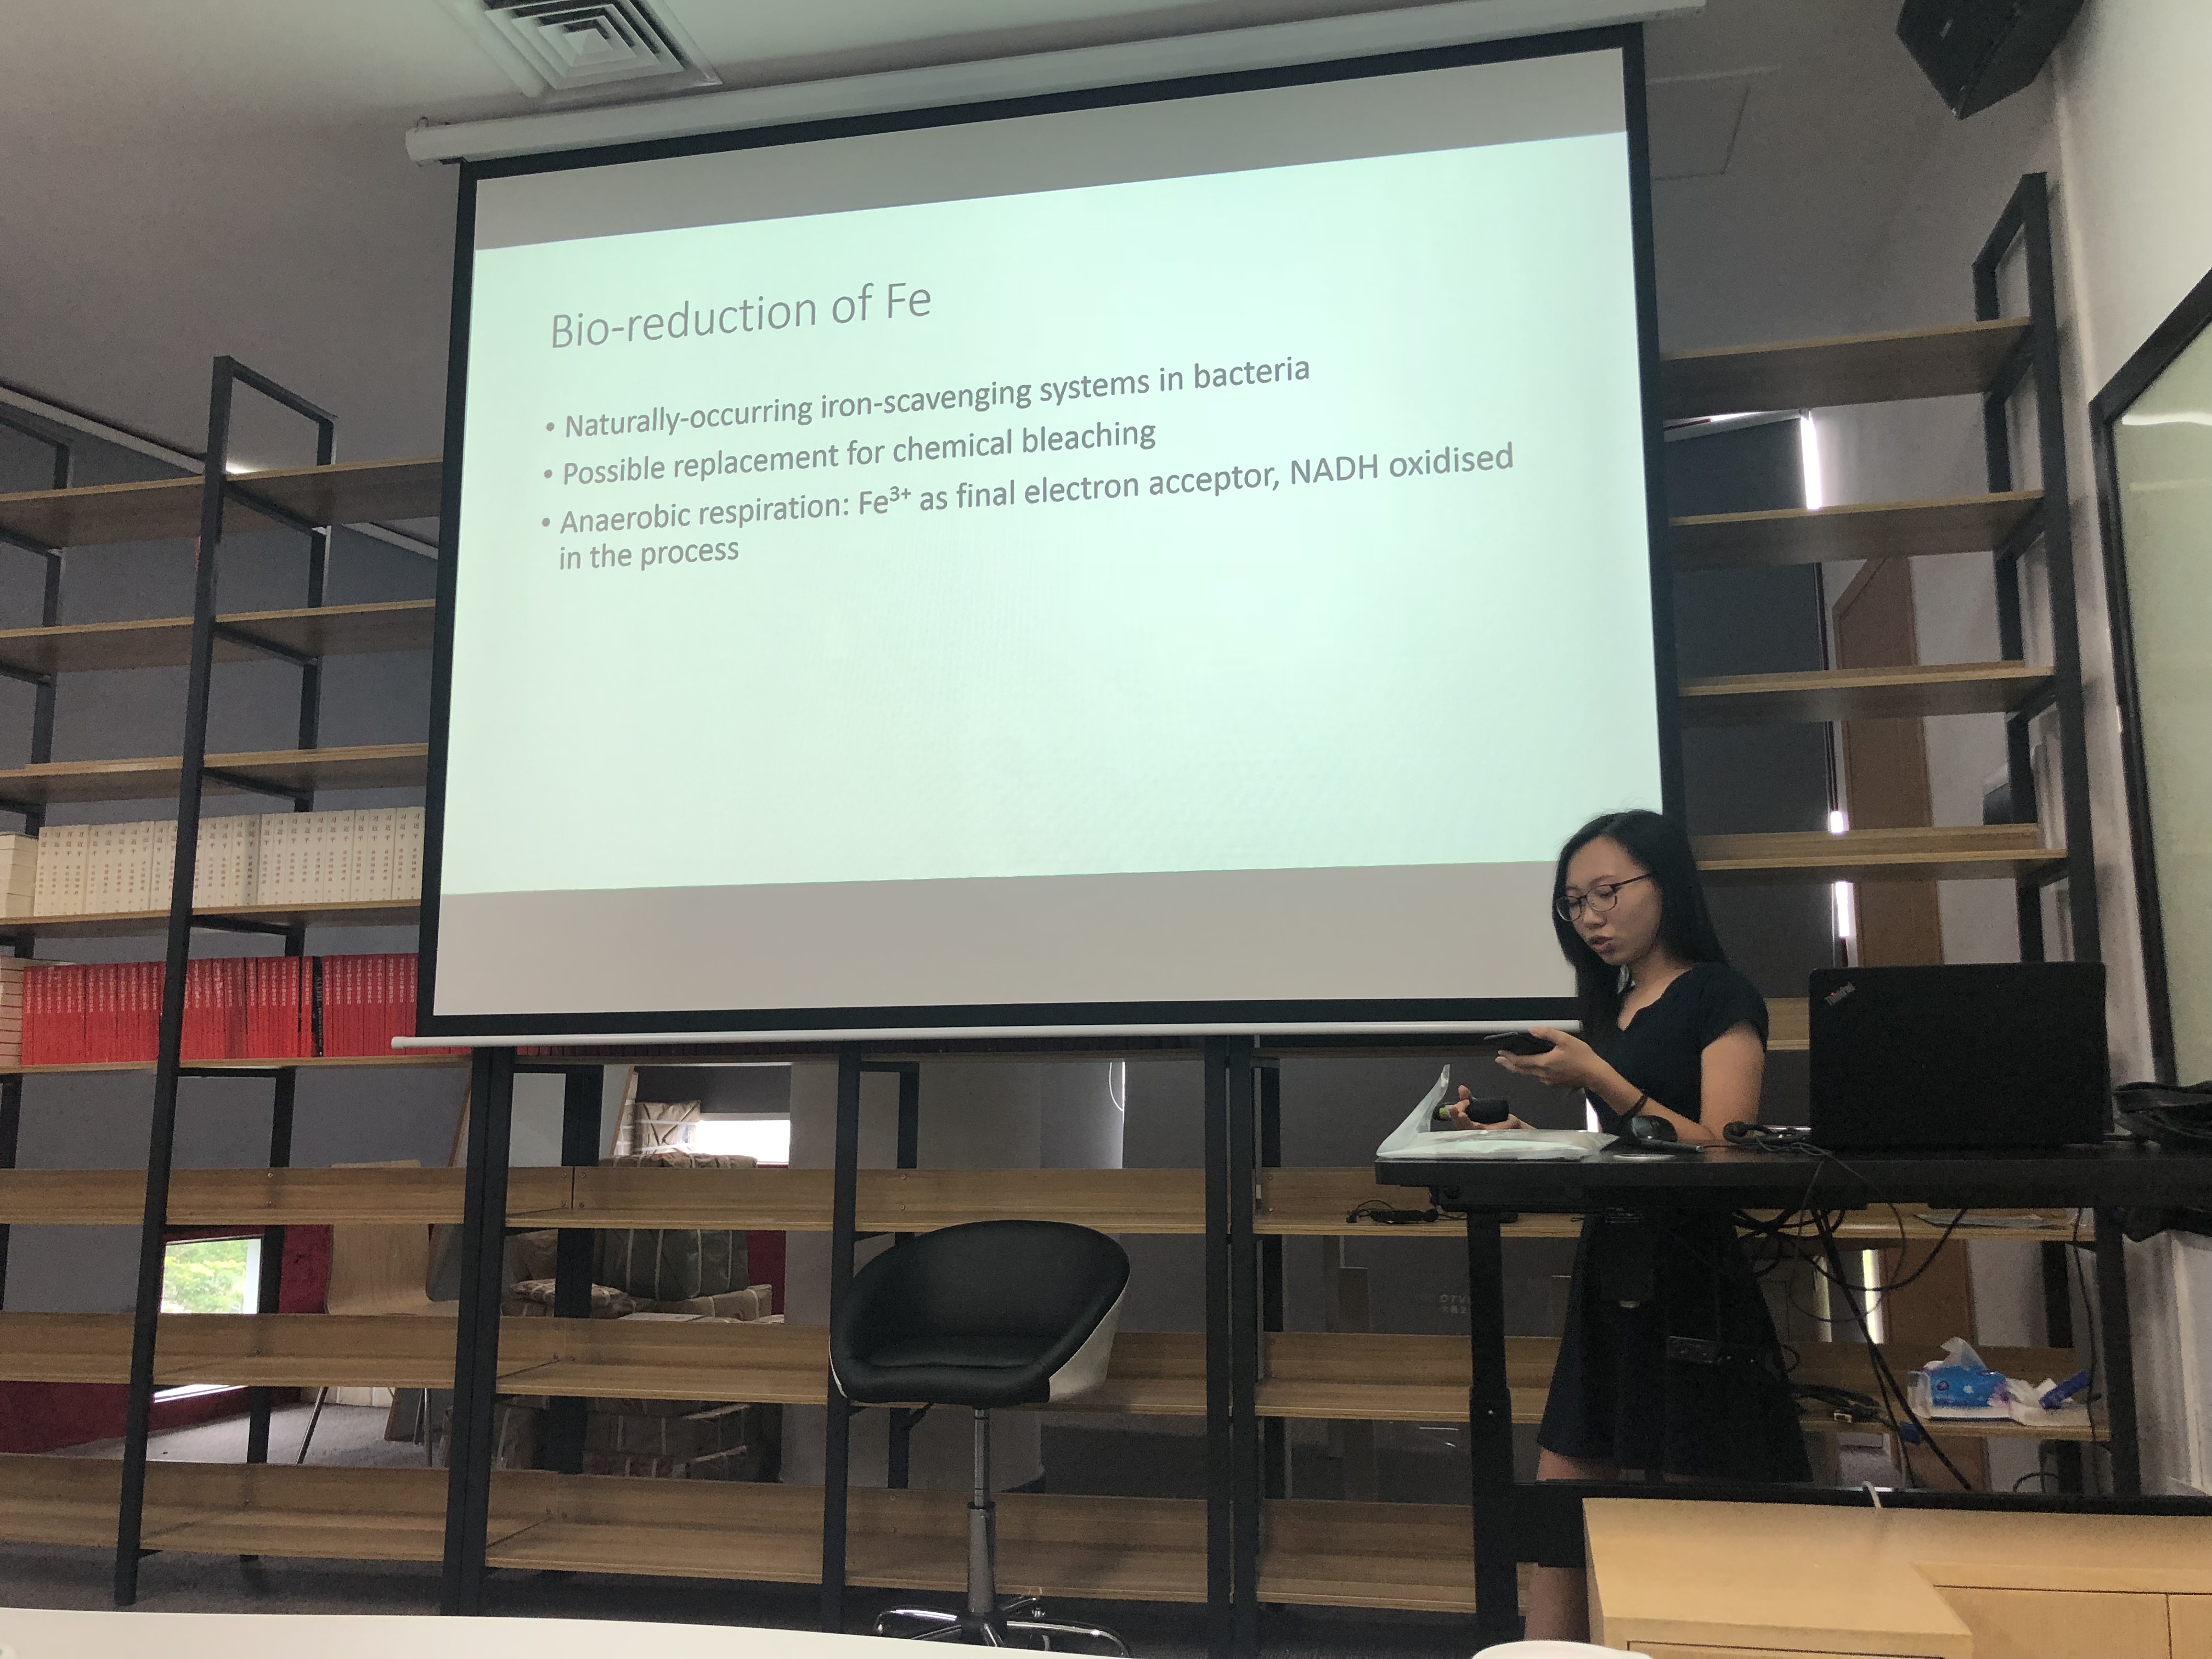 Bio-reduction of Fe
• Naturally-occurring iron-scavenging systems in bacteria
• Possible replacement for chemical bleaching
• Anaerobic respiration: Fe³⁺ as final electron acceptor, NADH oxidised
in the process
ThinkPad